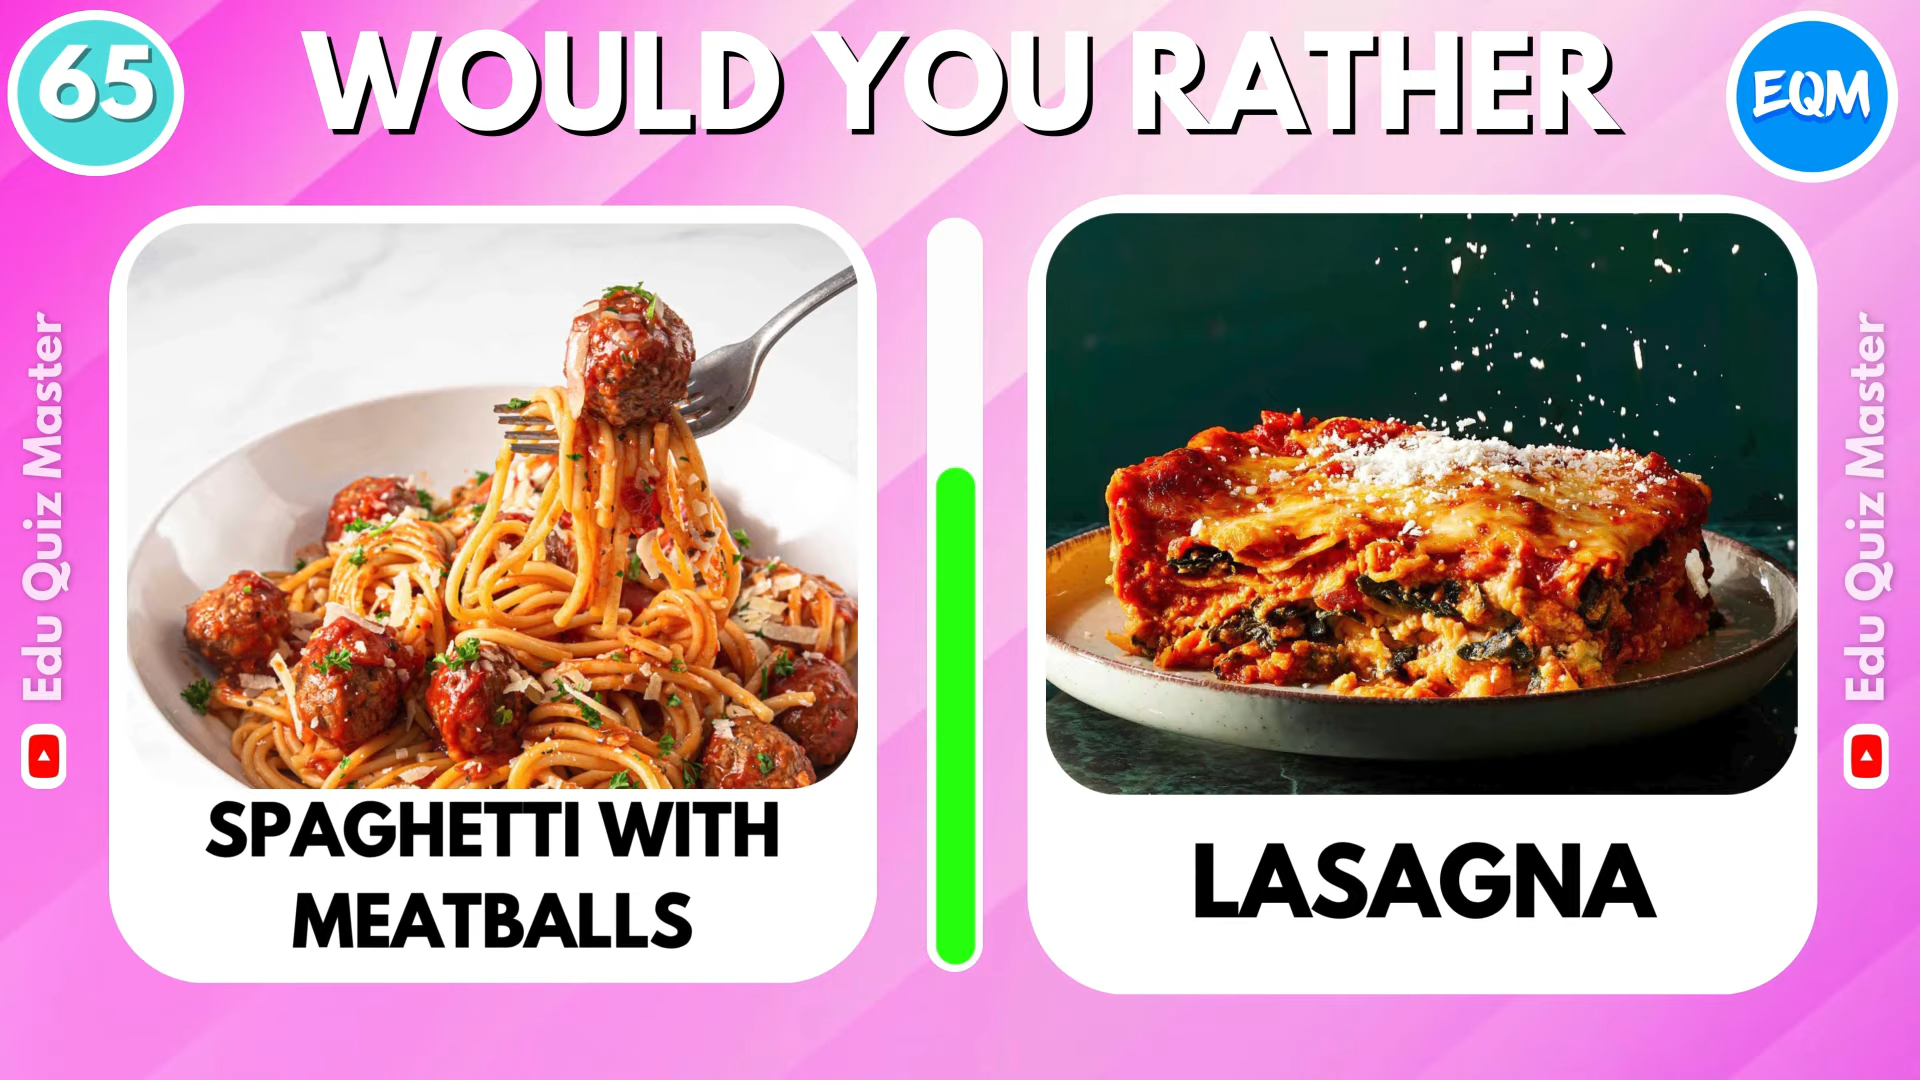 65
WOULD YOU RATHER
EQM
Edu Quiz Master
SPAGHETTI WITH
MEATBALLS
LASAGNA
Edu Quiz Master